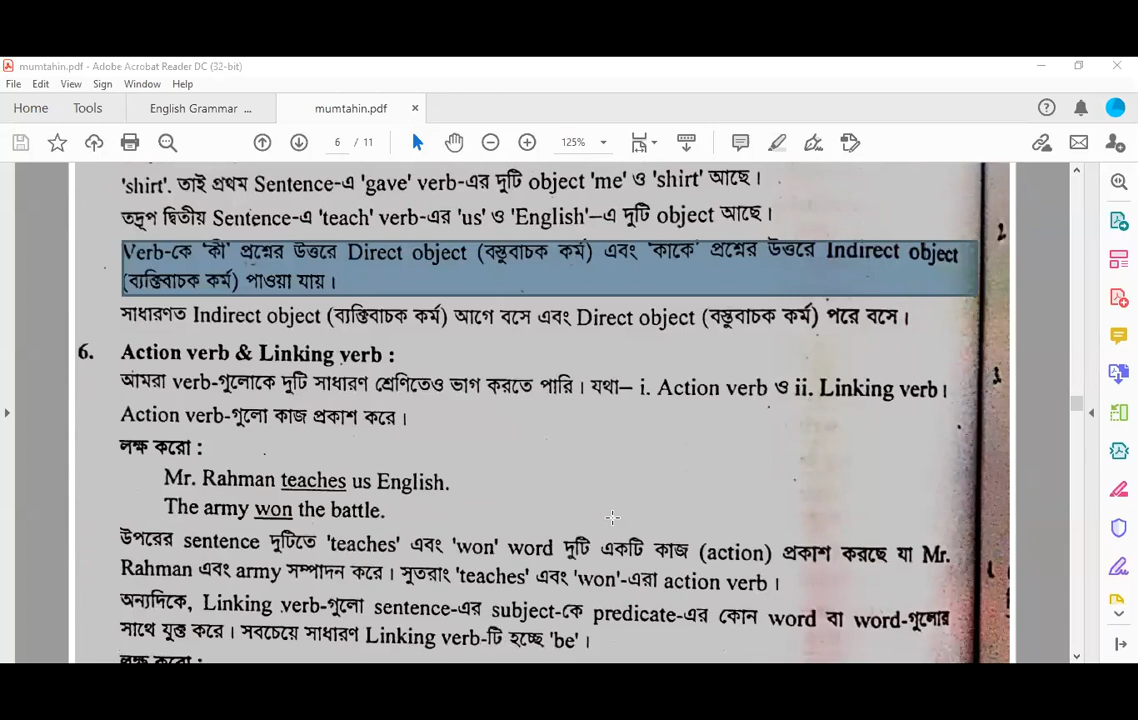 mumtahin.pdf - Adobe Acrobat Reader DC (32-bit)
File Edit View Sign Window Help
Home Tools English Grammar ... mumtahin.pdf
6 / 11 125%
'shirt'. তাই প্রথম Sentence-এ 'gave' verb-এর দুটি object 'me' ও 'shirt' আছে।
তদ্রূপ দ্বিতীয় Sentence-এ 'teach' verb-এর 'us' ও 'English'–এ দুটি object আছে।
Verb-কে 'কী' প্রশ্নের উত্তরে Direct object (বস্তুবাচক কর্ম) এবং 'কাকে' প্রশ্নের উত্তরে Indirect object
(ব্যক্তিবাচক কর্ম) পাওয়া যায়।
সাধারণত Indirect object (ব্যক্তিবাচক কর্ম) আগে বসে এবং Direct object (বস্তুবাচক কর্ম) পরে বসে।
6. Action verb & Linking verb :
আমরা verb-গুলোকে দুটি সাধারণ শ্রেণিতেও ভাগ করতে পারি। যথা– i. Action verb ও ii. Linking verb।
Action verb-গুলো কাজ প্রকাশ করে।
লক্ষ করো :
Mr. Rahman teaches us English.
The army won the battle.
উপরের sentence দুটিতে 'teaches' এবং 'won' word দুটি একটি কাজ (action) প্রকাশ করছে যা Mr.
Rahman এবং army সম্পাদন করে। সুতরাং 'teaches' এবং 'won'-এরা action verb।
অন্যদিকে, Linking verb-গুলো sentence-এর subject-কে predicate-এর কোন word বা word-গুলোর
সাথে যুক্ত করে। সবচেয়ে সাধারণ Linking verb-টি হচ্ছে 'be'।